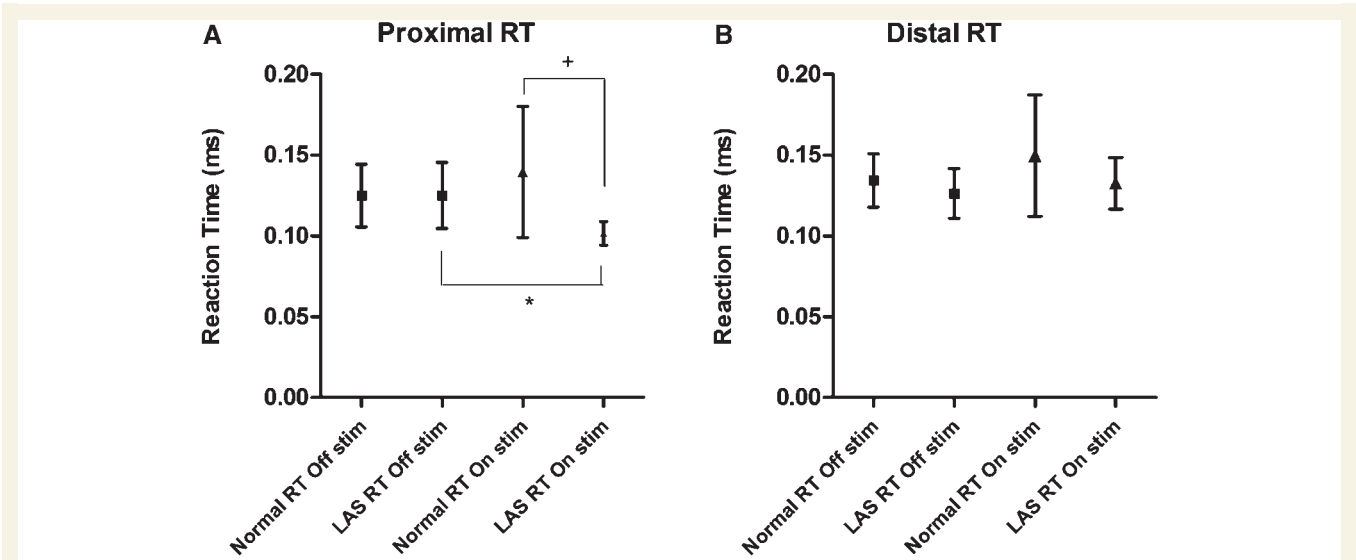 A Proximal RT
+
0.20
0.15
0.10
0.05
0.00
Reaction Time (ms)
*
Normal RT Off stim
LAS RT Off stim
Normal RT On stim
LAS RT On stim
B Distal RT
0.20
0.15
0.10
0.05
0.00
Reaction Time (ms)
Normal RT Off stim
LAS RT Off stim
Normal RT On stim
LAS RT On stim